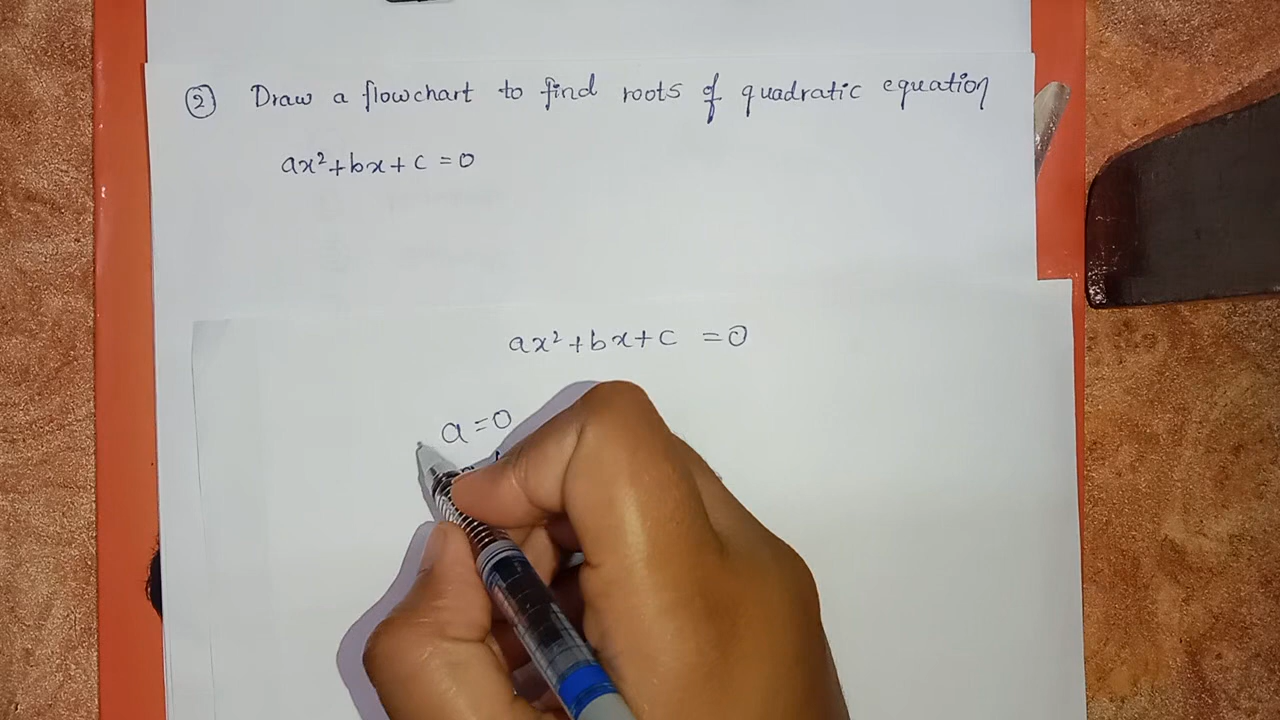 ② Draw a flowchart to find roots of quadratic equation
ax²+bx+c=0
ax²+bx+c =0
a=0